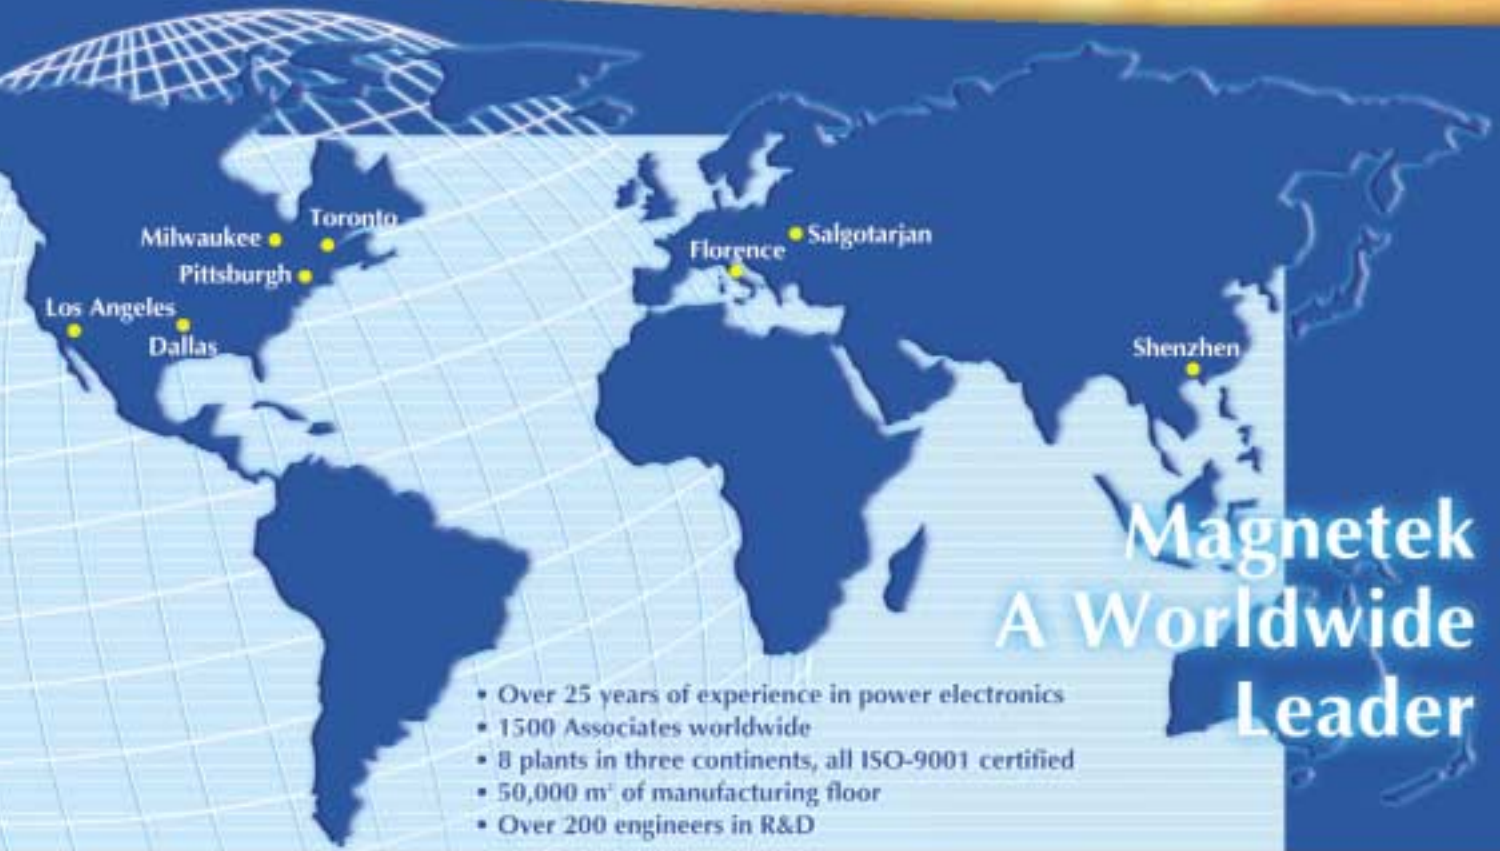 Toronto
Milwaukee
Pittsburgh
Los Angeles
Dallas
Salgotarjan
Florence
Shenzhen
Magnetek
A Worldwide
Leader
• Over 25 years of experience in power electronics
• 1500 Associates worldwide
• 8 plants in three continents, all ISO-9001 certified
• 50,000 m² of manufacturing floor
• Over 200 engineers in R&D